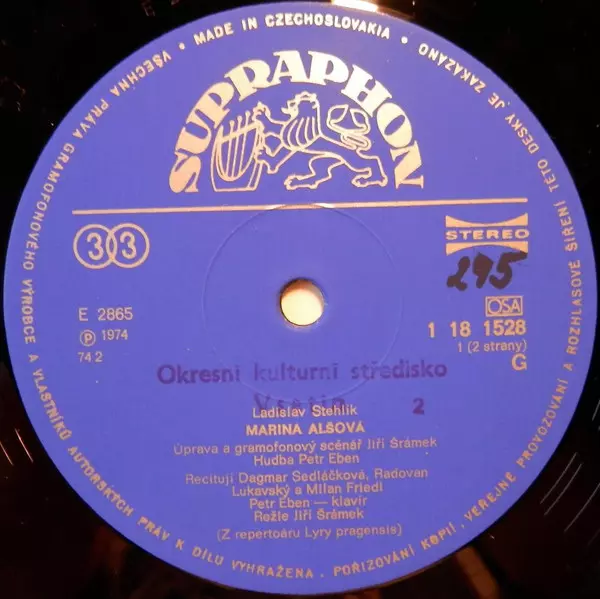 VŠECHNA PRÁVA GRAMOFONOVÉHO VÝROBCE A VLASTNÍKŮ AUTORSKÝCH PRÁV K DÍLU VYHRAŽENA. POŘIZOVÁNÍ KOPIÍ, VEŘEJNÉ PROVOZOVÁNÍ A ROZHLASOVÉ ŠÍŘENÍ TÉTO DESKY JE ZAKÁZÁNO
MADE IN CZECHOSLOVAKIA
SUPRAPHON
33
STEREO
295
E 2865
OSA
℗ 1974
1 18 1528
74 2
1 (2 strany)
G
Okresní kulturní středisko
Vsetín
2
Ladislav Stehlík
MARINA ALŠOVÁ
Úprava a gramofonový scénář Jiří Šrámek
Hudba Petr Eben
Recitují Dagmar Sedláčková, Radovan
Lukavský a Milan Friedl
Petr Eben — klavír
Režie Jiří Šrámek
(Z repertoáru Lyry pragensis)